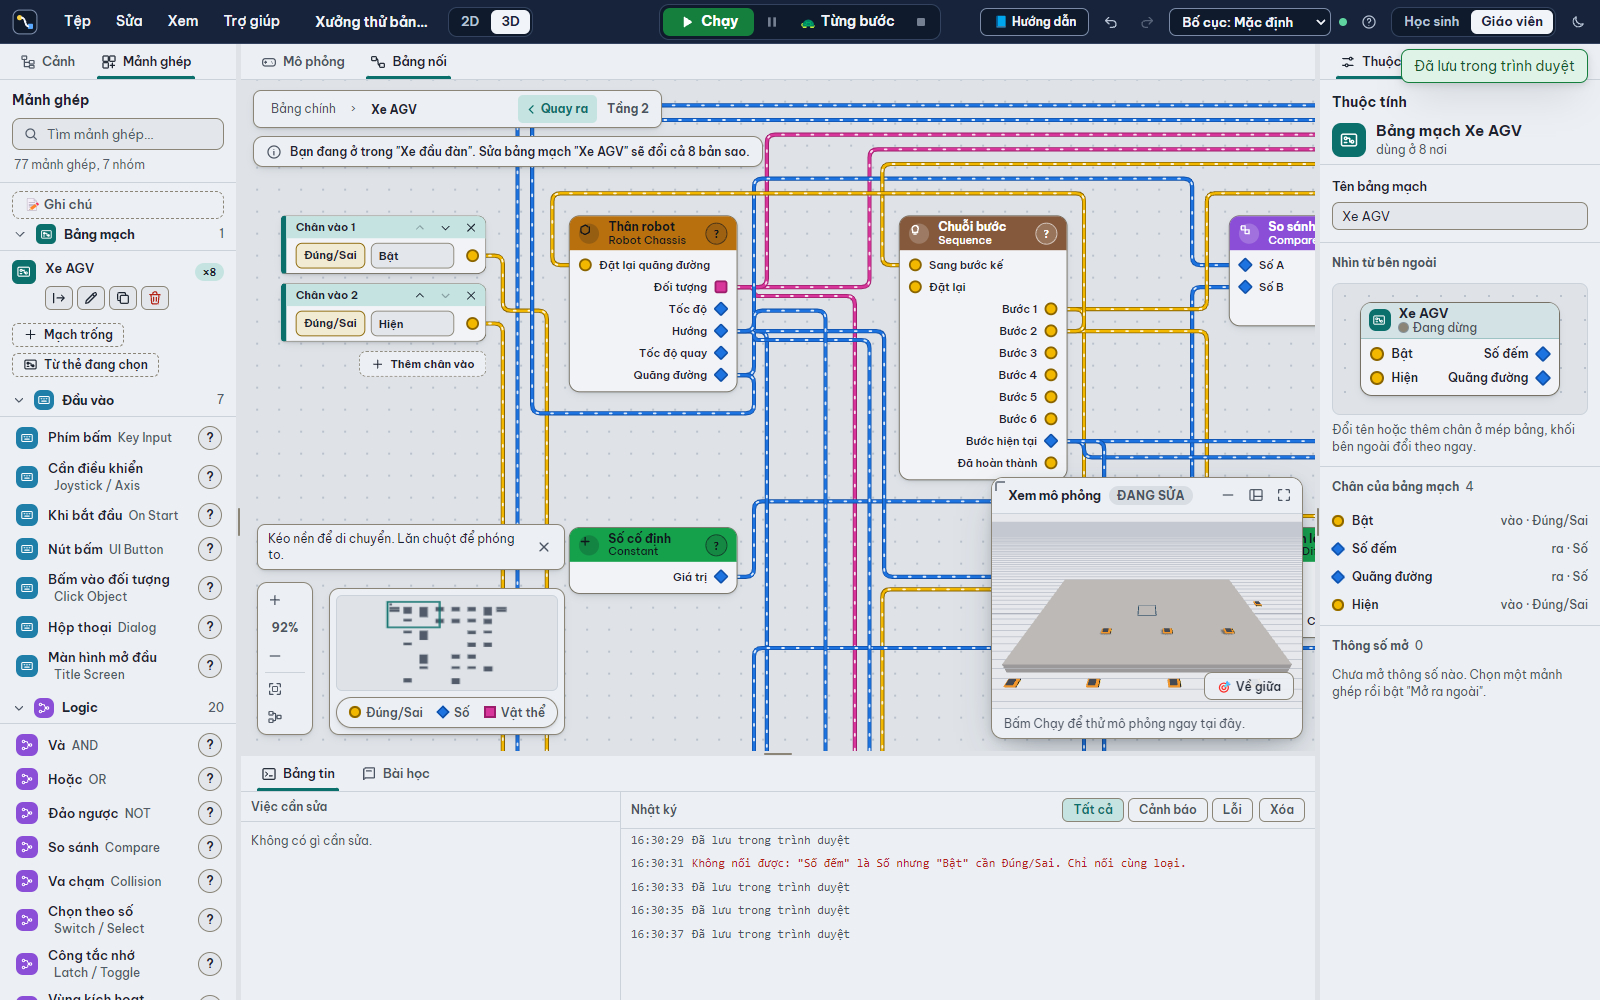 Tệp Sửa Xem Trợ giúp Xưởng thử bản... 2D 3D Chạy Từng bước Hướng dẫn Bố cục: Mặc định Học sinh Giáo viên
Cảnh Mảnh ghép
Mảnh ghép
Tìm mảnh ghép...
77 mảnh ghép, 7 nhóm
Ghi chú
Bảng mạch 1
Xe AGV ×8
Mạch trống
Từ thẻ đang chọn
Đầu vào 7
Phím bấm Key Input ?
Cần điều khiển ?
Joystick / Axis
Khi bắt đầu On Start ?
Nút bấm UI Button ?
Bấm vào đối tượng ?
Click Object
Hộp thoại Dialog ?
Màn hình mở đầu ?
Title Screen
Logic 20
Và AND ?
Hoặc OR ?
Đảo ngược NOT ?
So sánh Compare ?
Va chạm Collision ?
Chọn theo số ?
Switch / Select
Công tắc nhớ ?
Latch / Toggle
Vùng kích hoạt
Mô phỏng Bảng nối
Bảng chính › Xe AGV Quay ra Tầng 2
Bạn đang ở trong "Xe đầu đàn". Sửa bảng mạch "Xe AGV" sẽ đổi cả 8 bản sao.
Chân vào 1
Đúng/Sai Bật
Chân vào 2
Đúng/Sai Hiện
Thêm chân vào
Thân robot ?
Robot Chassis
Đặt lại quãng đường
Đối tượng
Tốc độ
Hướng
Tốc độ quay
Quãng đường
Chuỗi bước ?
Sequence
Sang bước kế
Đặt lại
Bước 1
Bước 2
Bước 3
Bước 4
Bước 5
Bước 6
Bước hiện tại
Đã hoàn thành
So sánh
Compare
Số A
Số B
Số cố định ?
Constant
Giá trị
Kéo nền để di chuyển. Lăn chuột để phóng
to.
92%
Đúng/Sai Số Vật thể
Xem mô phỏng ĐANG SỬA
Về giữa
Bấm Chạy để thử mô phỏng ngay tại đây.
Bảng tin Bài học
Việc cần sửa
Không có gì cần sửa.
Nhật ký Tất cả Cảnh báo Lỗi Xóa
16:30:29 Đã lưu trong trình duyệt
16:30:31 Không nối được: "Số đếm" là Số nhưng "Bật" cần Đúng/Sai. Chỉ nối cùng loại.
16:30:33 Đã lưu trong trình duyệt
16:30:35 Đã lưu trong trình duyệt
16:30:37 Đã lưu trong trình duyệt
Thuộc
Đã lưu trong trình duyệt
Thuộc tính
Bảng mạch Xe AGV
dùng ở 8 nơi
Tên bảng mạch
Xe AGV
Nhìn từ bên ngoài
Xe AGV
Đang dừng
Bật Số đếm
Hiện Quãng đường
Đổi tên hoặc thêm chân ở mép bảng, khối
bên ngoài đổi theo ngay.
Chân của bảng mạch 4
Bật vào · Đúng/Sai
Số đếm ra · Số
Quãng đường ra · Số
Hiện vào · Đúng/Sai
Thông số mở 0
Chưa mở thông số nào. Chọn một mảnh
ghép rồi bật "Mở ra ngoài".